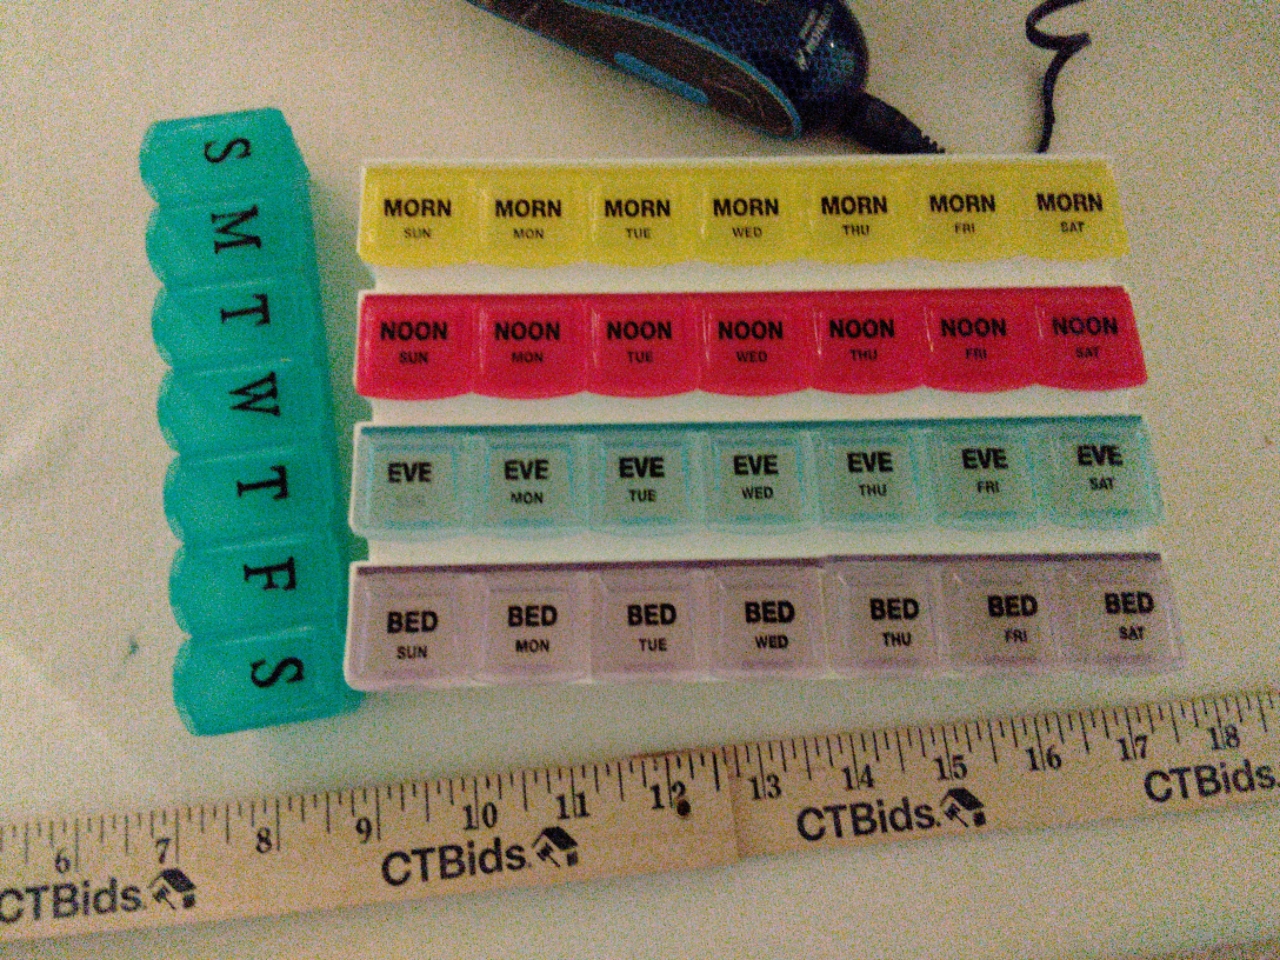 S
M
T
W
T
F
S
MORN MORN MORN MORN MORN MORN MORN
SUN MON TUE WED THU FRI SAT
NOON NOON NOON NOON NOON NOON NOON
SUN MON TUE WED THU FRI SAT
EVE EVE EVE EVE EVE EVE EVE
MON TUE WED THU FRI SAT
BED BED BED BED BED BED BED
SUN MON TUE WED THU FRI SAT
6 7 8 9 10 11 12 13 14 15 16 17 18
CTBids. CTBids. CTBids. CTBids.